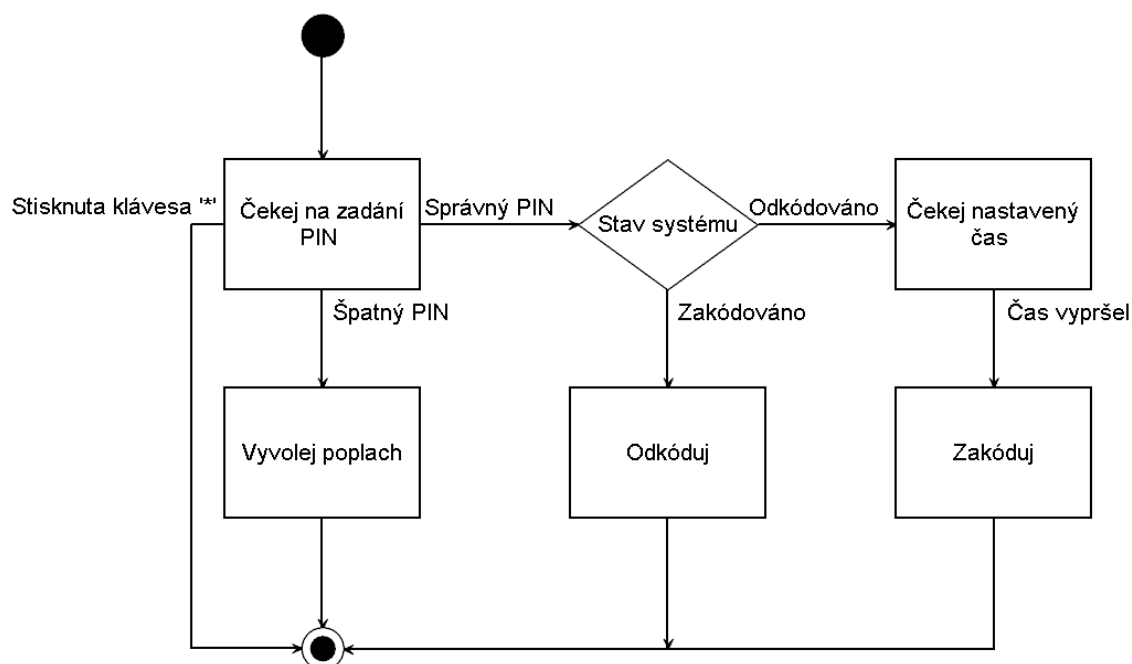 Stisknuta klávesa '*'
Čekej na zadání
PIN
Správný PIN
Stav systému
Odkódováno
Čekej nastavený
čas
Špatný PIN
Zakódováno
Čas vypršel
Vyvolej poplach
Odkóduj
Zakóduj